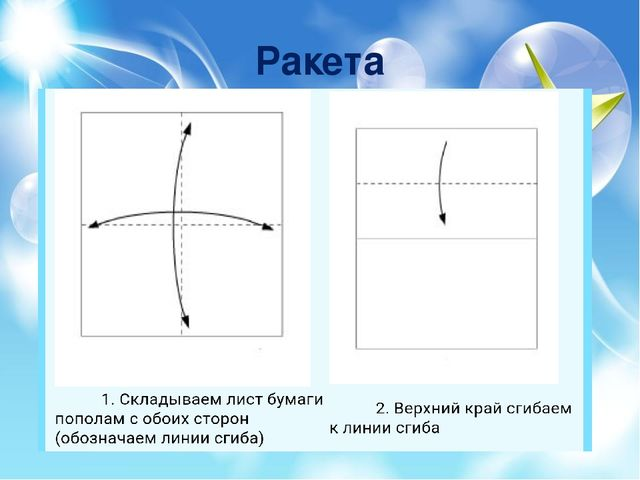 Ракета
1. Складываем лист бумаги
пополам с обоих сторон
(обозначаем линии сгиба)
2. Верхний край сгибаем
к линии сгиба